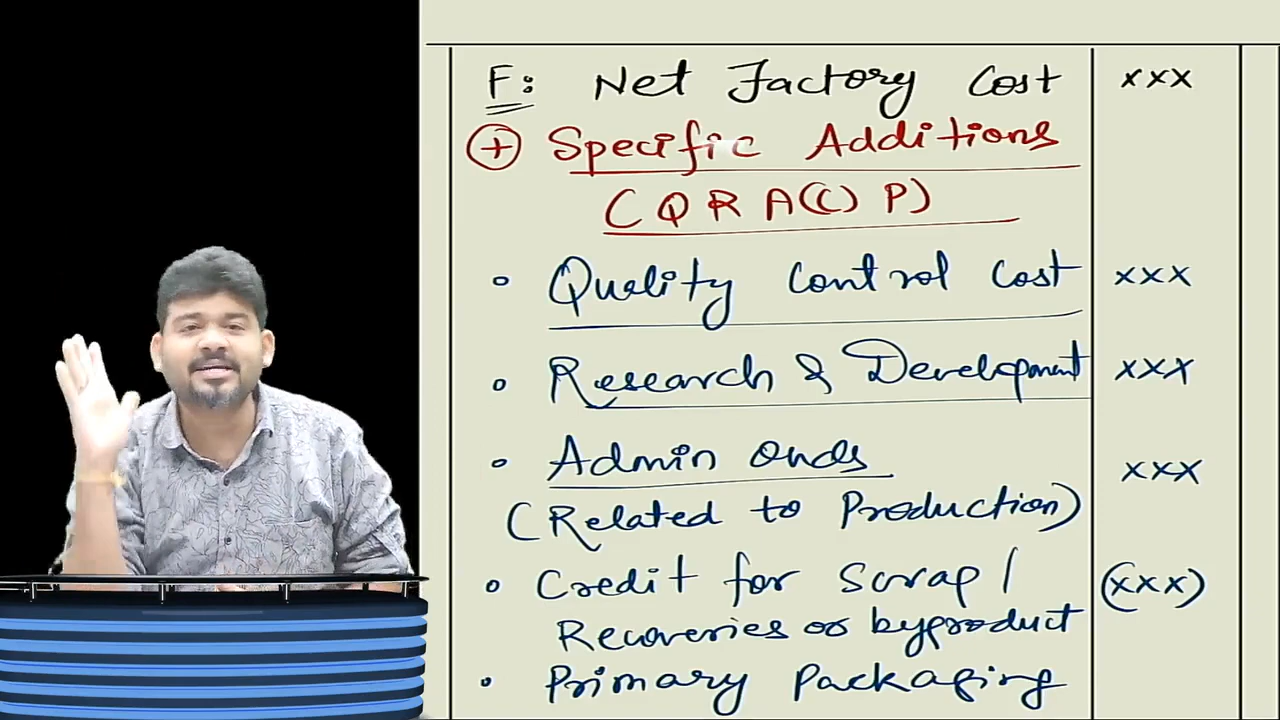 F: Net Factory Cost xxx
(+) Specific Additions
(Q R A(C) P)
• Quality Control Cost xxx
• Research & Development xxx
• Admin OHDS xxx
(Related to Production)
• Credit for Scrap / (xxx)
Recoveries or byproduct
• Primary Packaging